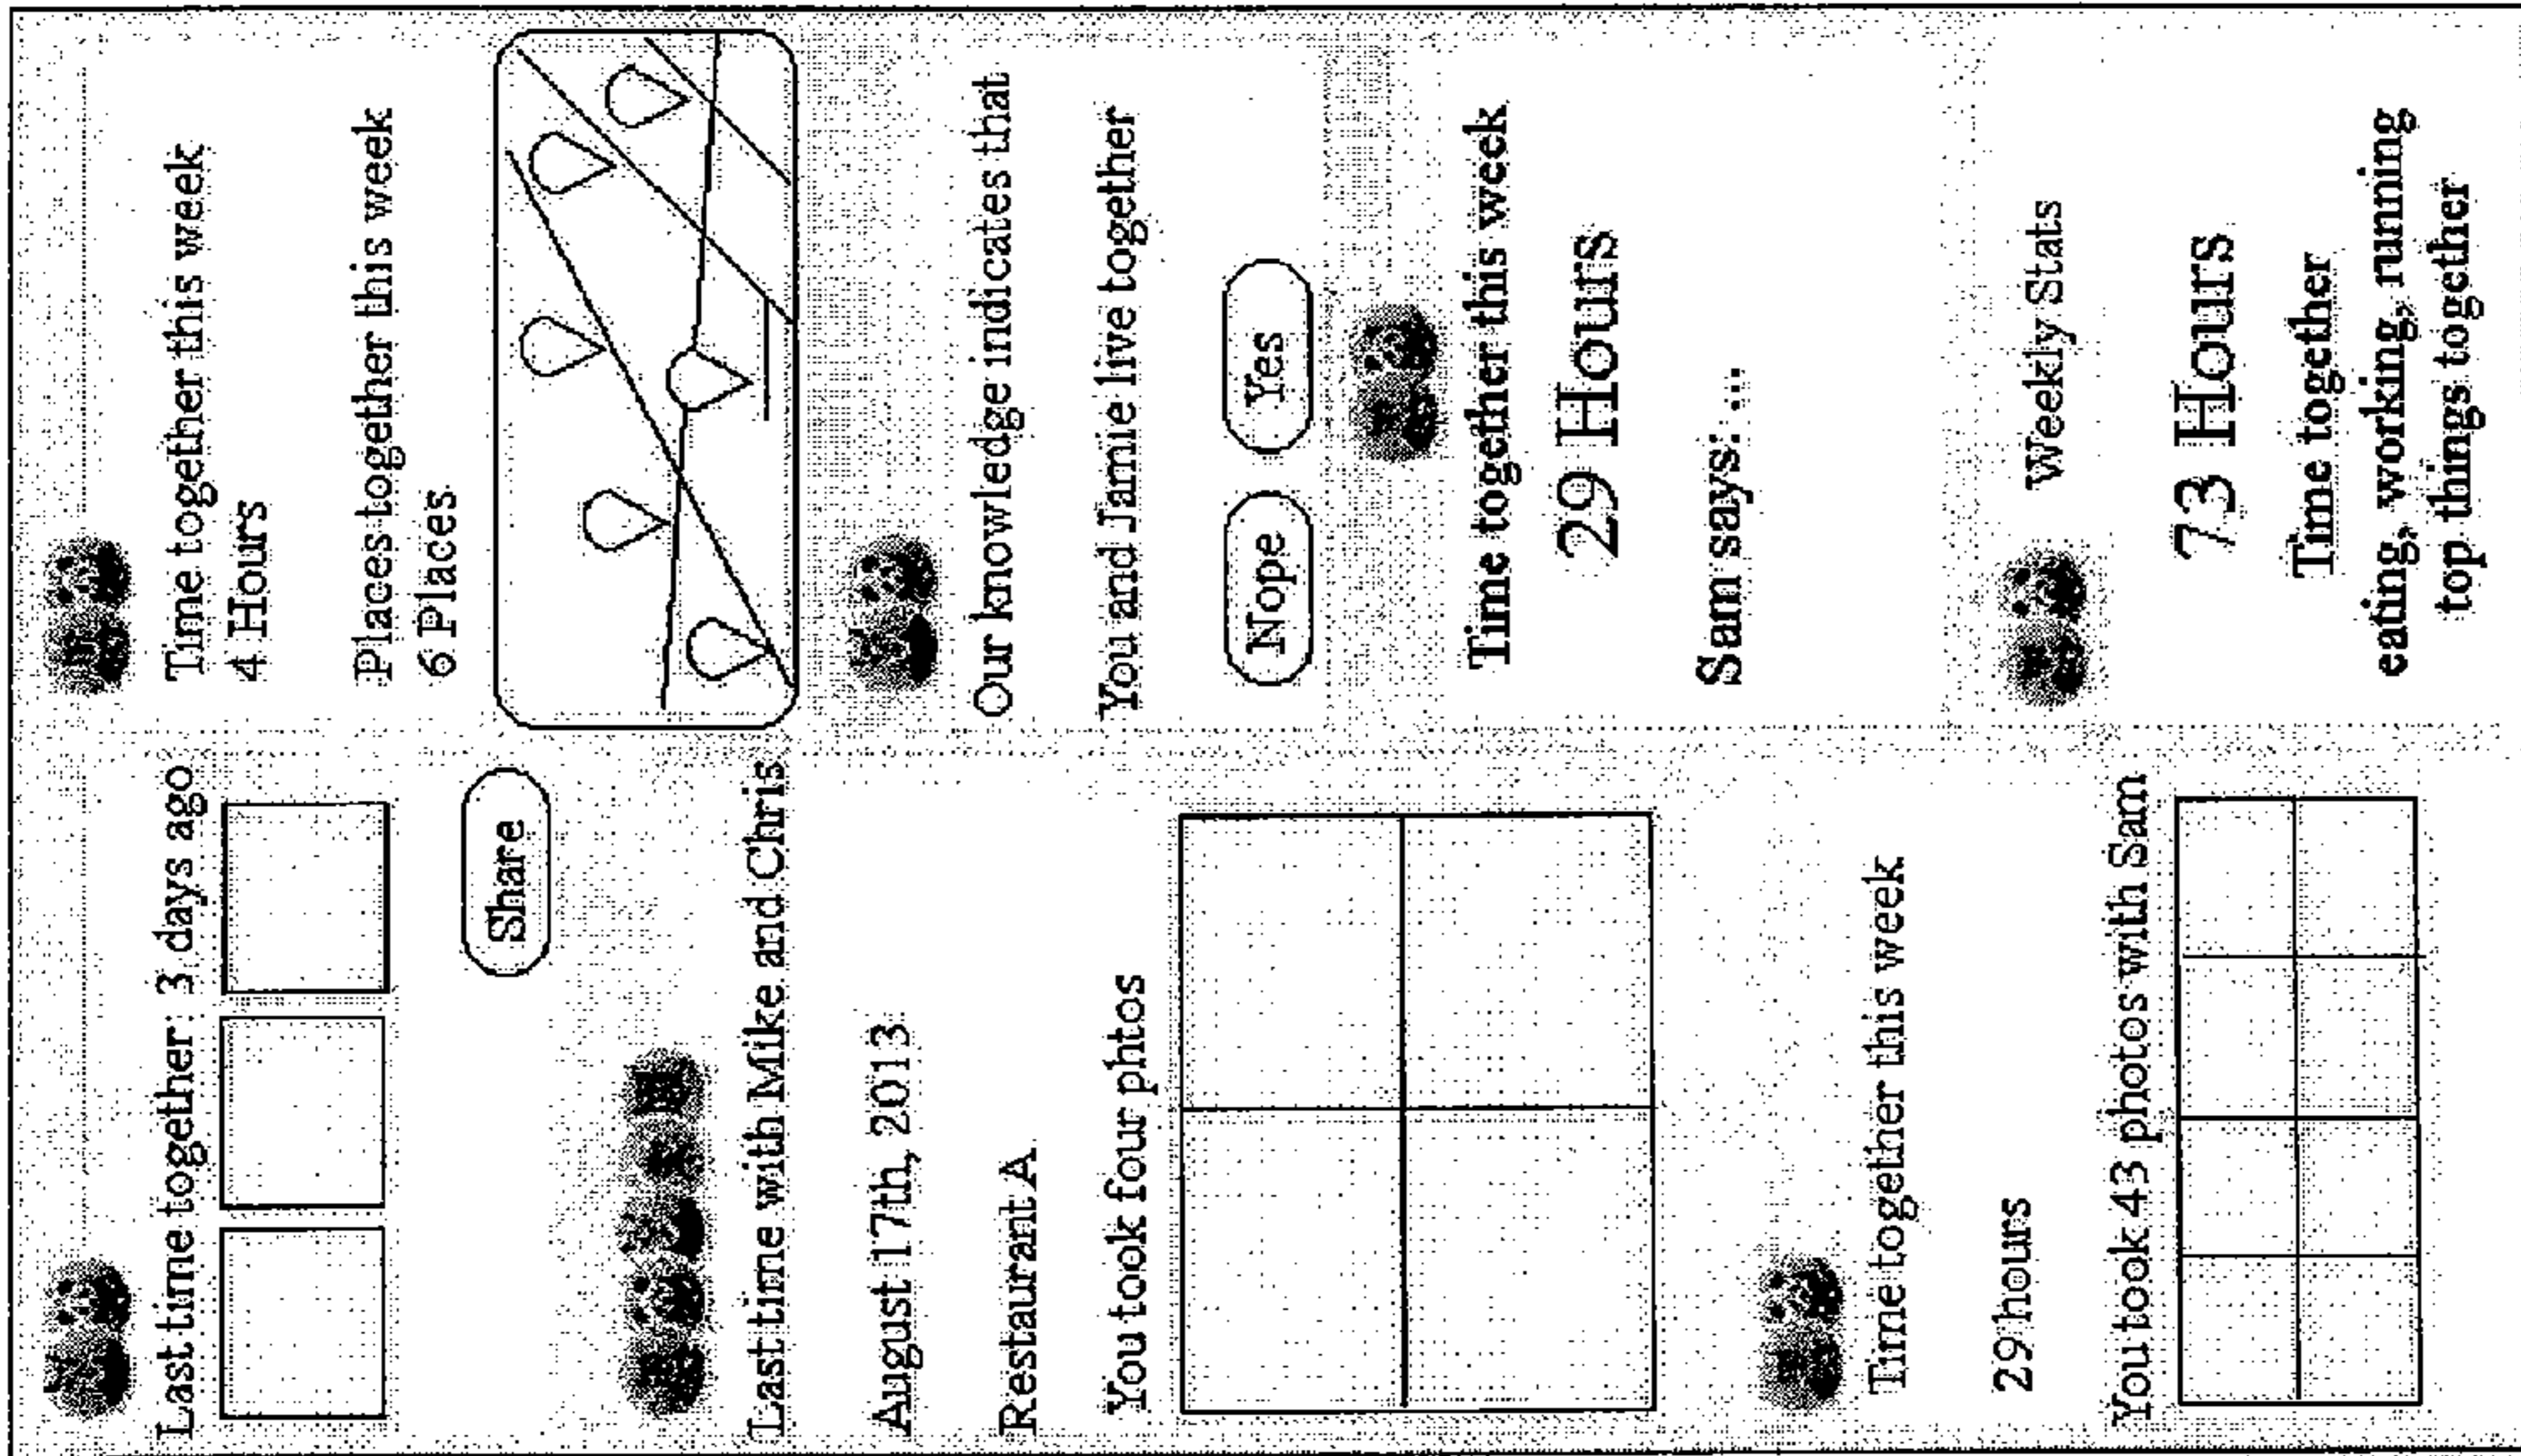 Last time together: 3 days ago
Share
Last time with Mike and Chris
August 17th, 2013
Restaurant A
You took four phtos
Time together this week
29 hours
You took 43 photos with Sam
Time together this week
4 Hours
Places together this week
6 Places
Our knowledge indicates that
You and Jamie live together
Nope
Yes
Time together this week
29 Hours
Sam says: ...
Weekly Stats
73 Hours
Time together
eating, working, running
top things together